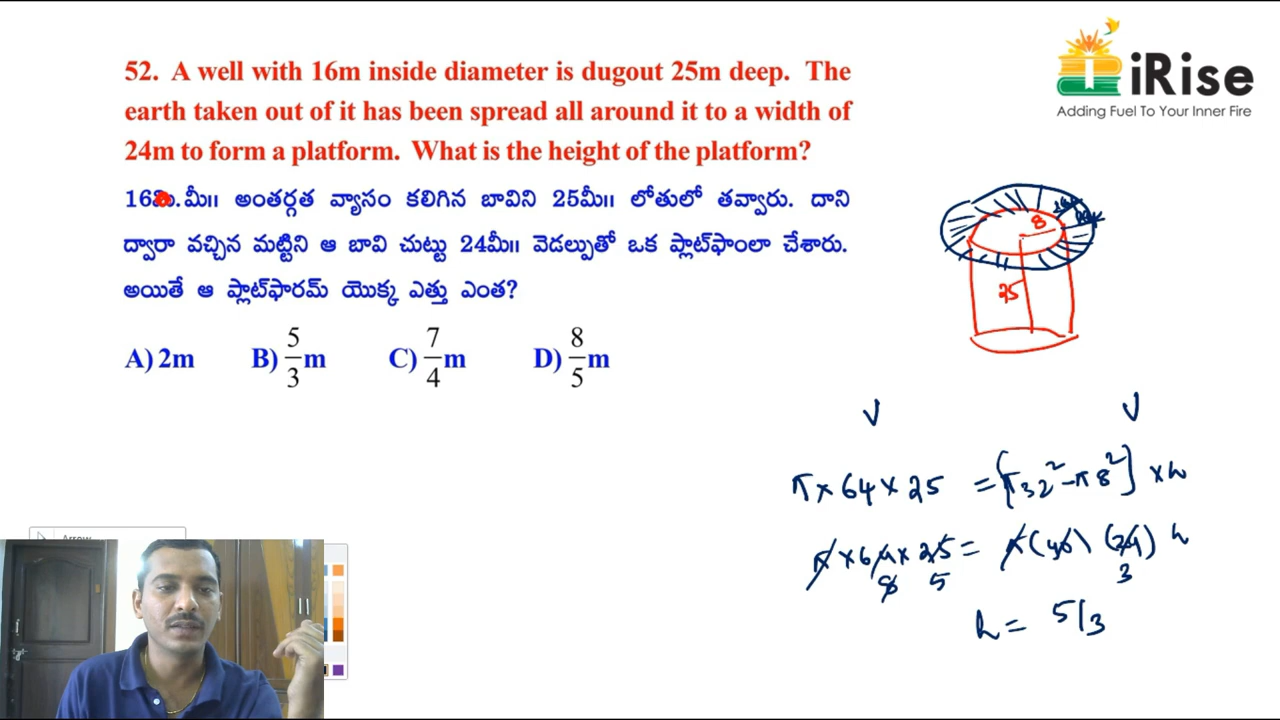 iRise
Adding Fuel To Your Inner Fire
52. A well with 16m inside diameter is dugout 25m deep. The
earth taken out of it has been spread all around it to a width of
24m to form a platform. What is the height of the platform?
మీ॥ అంతర్గత వ్యాసం కలిగిన బావిని 25మీ॥ లోతులో తవ్వారు. దాని
ద్వారా వచ్చిన మట్టిని ఆ బావి చుట్టు 24మీ॥ వెడల్పుతో ఒక ప్లాట్‌ఫాంలా చేశారు.
అయితే ఆ ప్లాట్‌ఫారమ్ యొక్క ఎత్తు ఎంత?
A) 2m B) 5/3 m C) 7/4 m D) 8/5 m
8
25
V V
π × 64 × 25 = [π32² - π8²] × h
π × 64 × 25 = π (40) (24) h
8 5 3
h = 5/3
Arrow